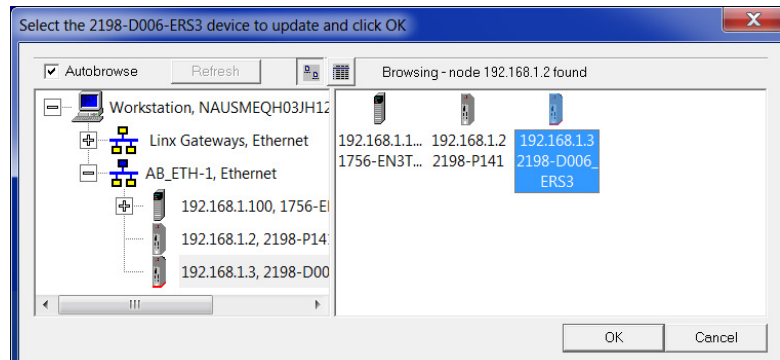 Select the 2198-D006-ERS3 device to update and click OK
Autobrowse
Refresh
Browsing - node 192.168.1.2 found
Workstation, NAUSMEQH03JH12
Linx Gateways, Ethernet
AB_ETH-1, Ethernet
192.168.1.100, 1756-E
192.168.1.2, 2198-P14
192.168.1.3, 2198-D00
192.168.1.1... 192.168.1.2 192.168.1.3
1756-EN3T... 2198-P141 2198-D006_
ERS3
OK
Cancel